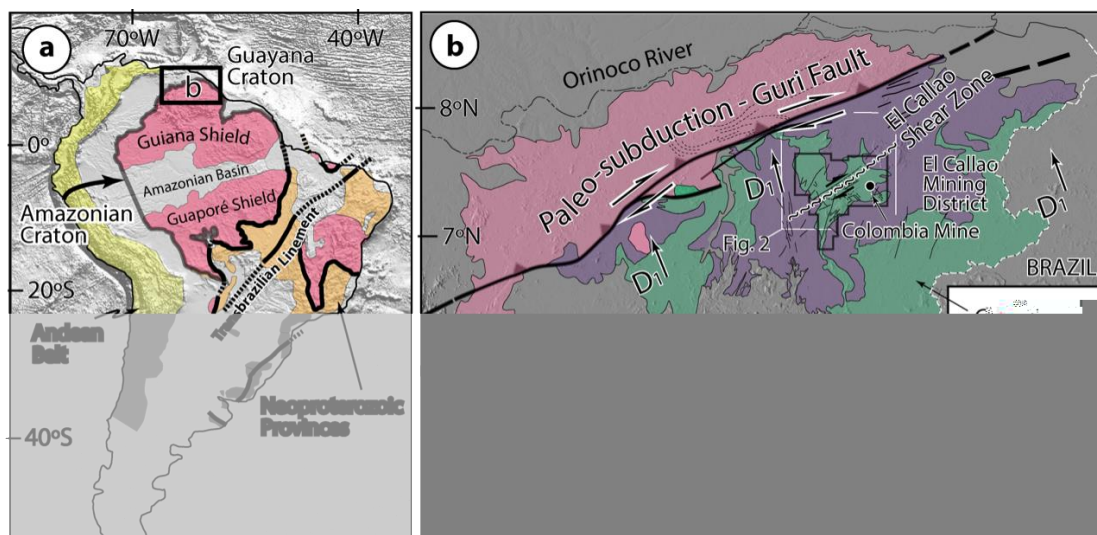 a
70°W
40°W
Guayana
Craton
b
Guiana Shield
0°
Amazonian Basin
Guaporé Shield
Amazonian
Craton
sbrazilian Linement
20°S
Andean
Belt
Neoproterozoic
Provinces
40°S
b
Orinoco River
8°N
Paleo-subduction - Guri Fault
El Callao
Shear Zone
D1
El Callao
Mining
District
D1
7°N
Fig. 2
Colombia Mine
D1
BRAZIL